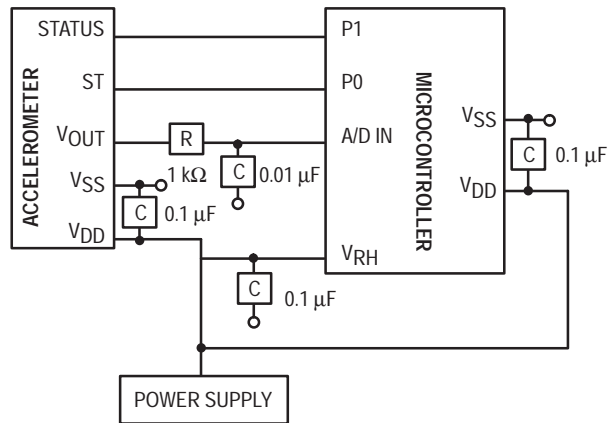 STATUS
ST
VOUT
VSS
VDD
ACCELEROMETER
R
1 kΩ
C
0.01 μF
C
0.1 μF
C
0.1 μF
P1
P0
A/D IN
VRH
MICROCONTROLLER
VSS
VDD
C
0.1 μF
POWER SUPPLY